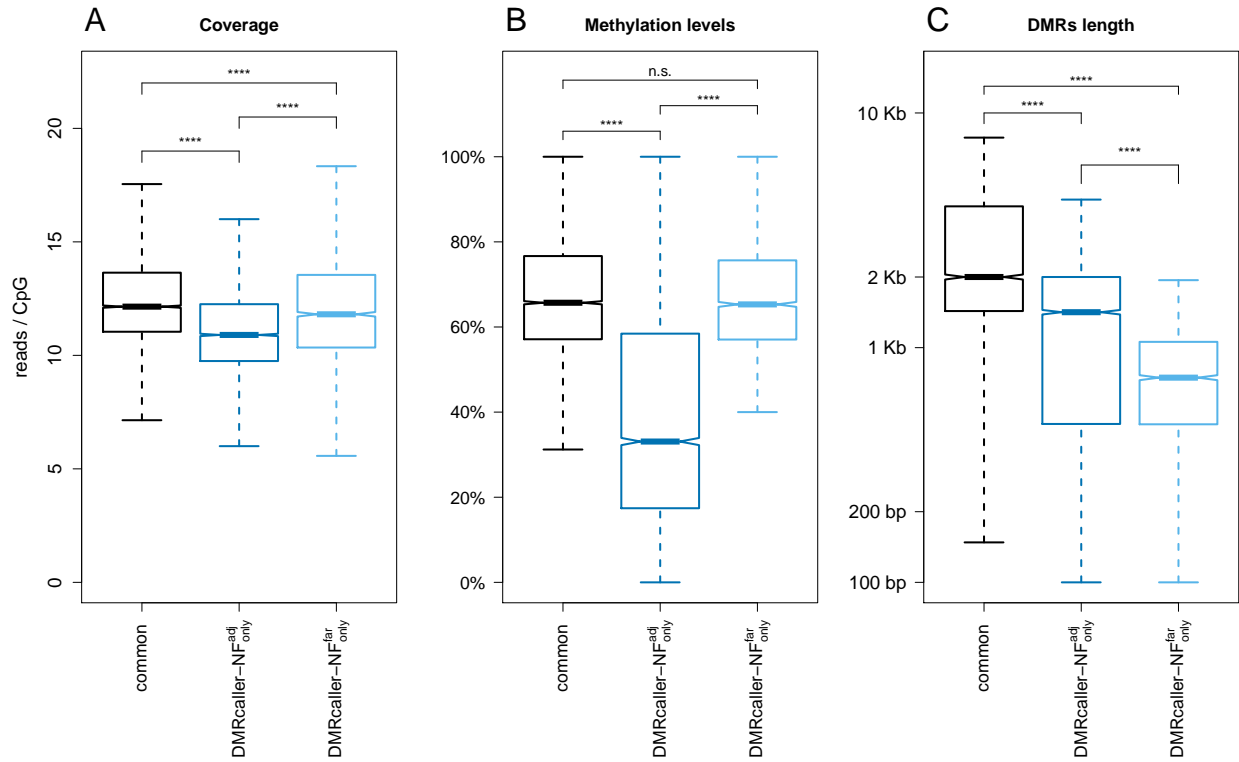 A
Coverage
reads / CpG
20
15
10
5
0
****
****
****
common
DMRcaller−NF^adj_only
DMRcaller−NF^far_only
B
Methylation levels
100%
80%
60%
40%
20%
0%
n.s.
****
****
common
DMRcaller−NF^adj_only
DMRcaller−NF^far_only
C
DMRs length
10 Kb
2 Kb
1 Kb
200 bp
100 bp
****
****
****
common
DMRcaller−NF^adj_only
DMRcaller−NF^far_only